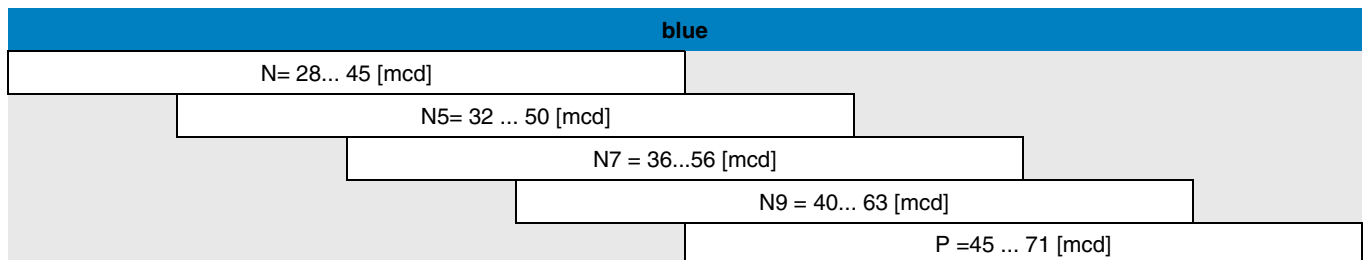 blue
N= 28... 45 [mcd]
N5= 32 ... 50 [mcd]
N7 = 36...56 [mcd]
N9 = 40... 63 [mcd]
P =45 ... 71 [mcd]